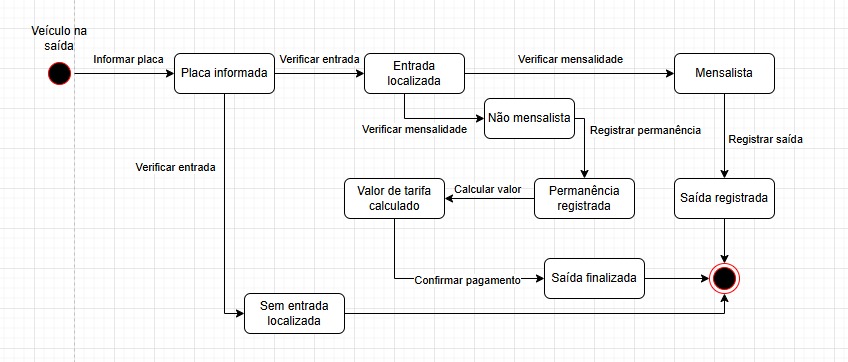 Veículo na
saída
Informar placa
Placa informada
Verificar entrada
Entrada
localizada
Verificar mensalidade
Mensalista
Verificar mensalidade
Não mensalista
Registrar permanência
Registrar saída
Verificar entrada
Valor de tarifa
calculado
Calcular valor
Permanência
registrada
Saída registrada
Confirmar pagamento
Saída finalizada
Sem entrada
localizada